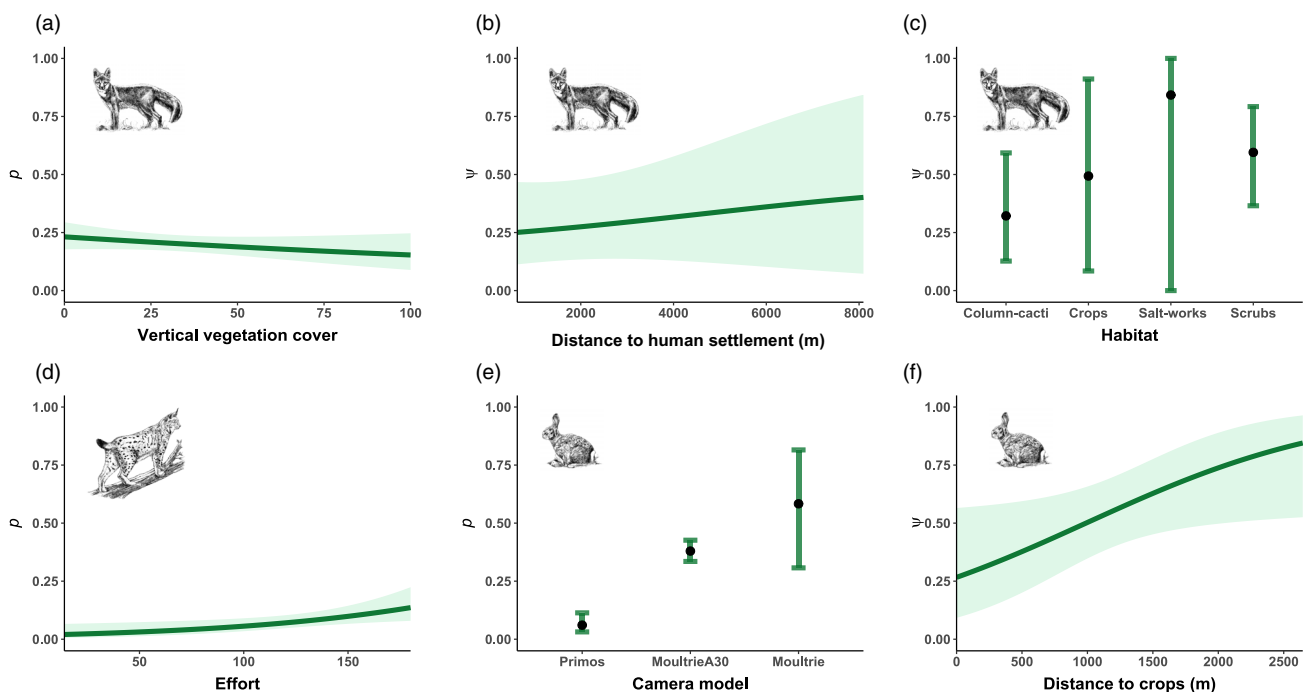 (a)
1.00
0.75
0.50
0.25
0.00
p
0 25 50 75 100
Vertical vegetation cover
(b)
1.00
0.75
0.50
0.25
0.00
ψ
2000 4000 6000 8000
Distance to human settlement (m)
(c)
1.00
0.75
0.50
0.25
0.00
ψ
Column-cacti Crops Salt-works Scrubs
Habitat
(d)
1.00
0.75
0.50
0.25
0.00
p
50 100 150
Effort
(e)
1.00
0.75
0.50
0.25
0.00
p
Primos MoultrieA30 Moultrie
Camera model
(f)
1.00
0.75
0.50
0.25
0.00
ψ
0 500 1000 1500 2000 2500
Distance to crops (m)